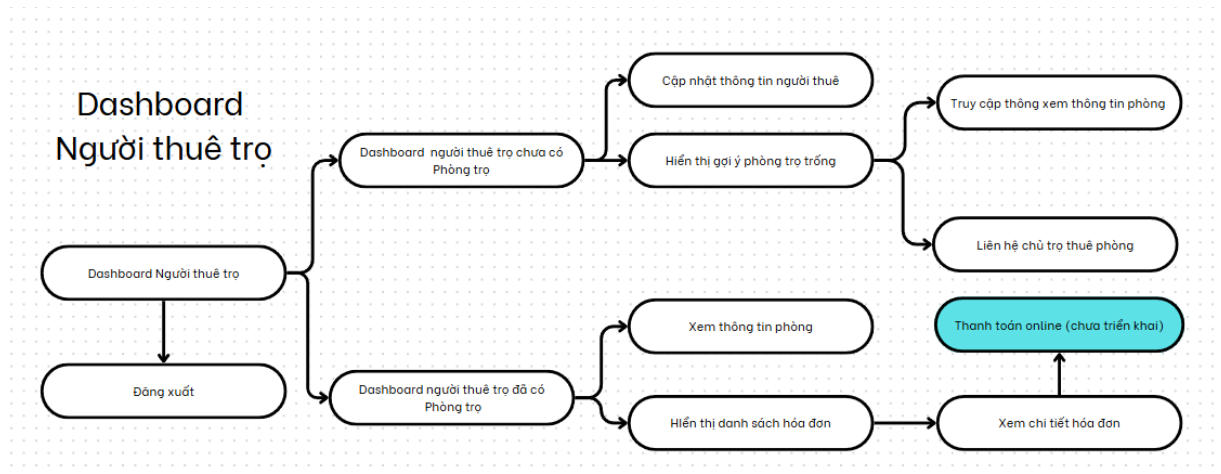 Dashboard
Người thuê trọ
Cập nhật thông tin người thuê
Truy cập thông xem thông tin phòng
Dashboard người thuê trọ chưa có
Phòng trọ
Hiển thị gợi ý phòng trọ trống
Liên hệ chủ trọ thuê phòng
Dashboard Người thuê trọ
Xem thông tin phòng
Thanh toán online (chưa triển khai)
Đăng xuất
Dashboard người thuê trọ đã có
Phòng trọ
HIển thị danh sách hóa đơn
Xem chi tiết hóa đơn